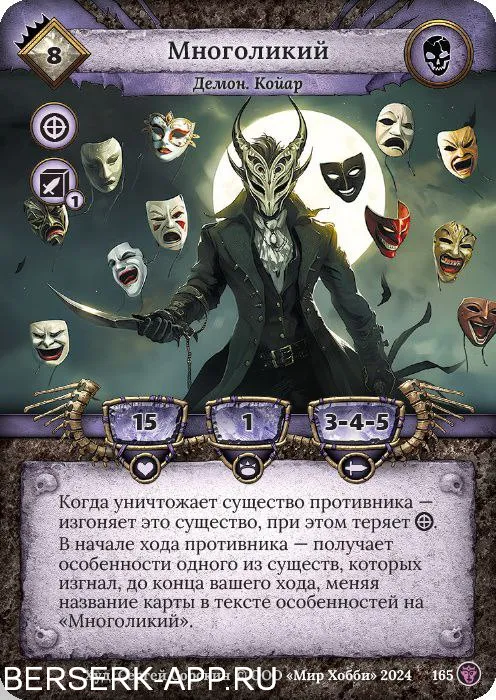 8
Многоликий
Демон. Койар
1
15
1
3-4-5
Когда уничтожает существо противника —
изгоняет это существо, при этом теряет .
В начале хода противника — получает
особенности одного из существ, которых
изгнал, до конца вашего хода, меняя
название карты в тексте особенностей на
«Многоликий».
«Мир Хобби» 2024 165
BERSERK-APP.RU